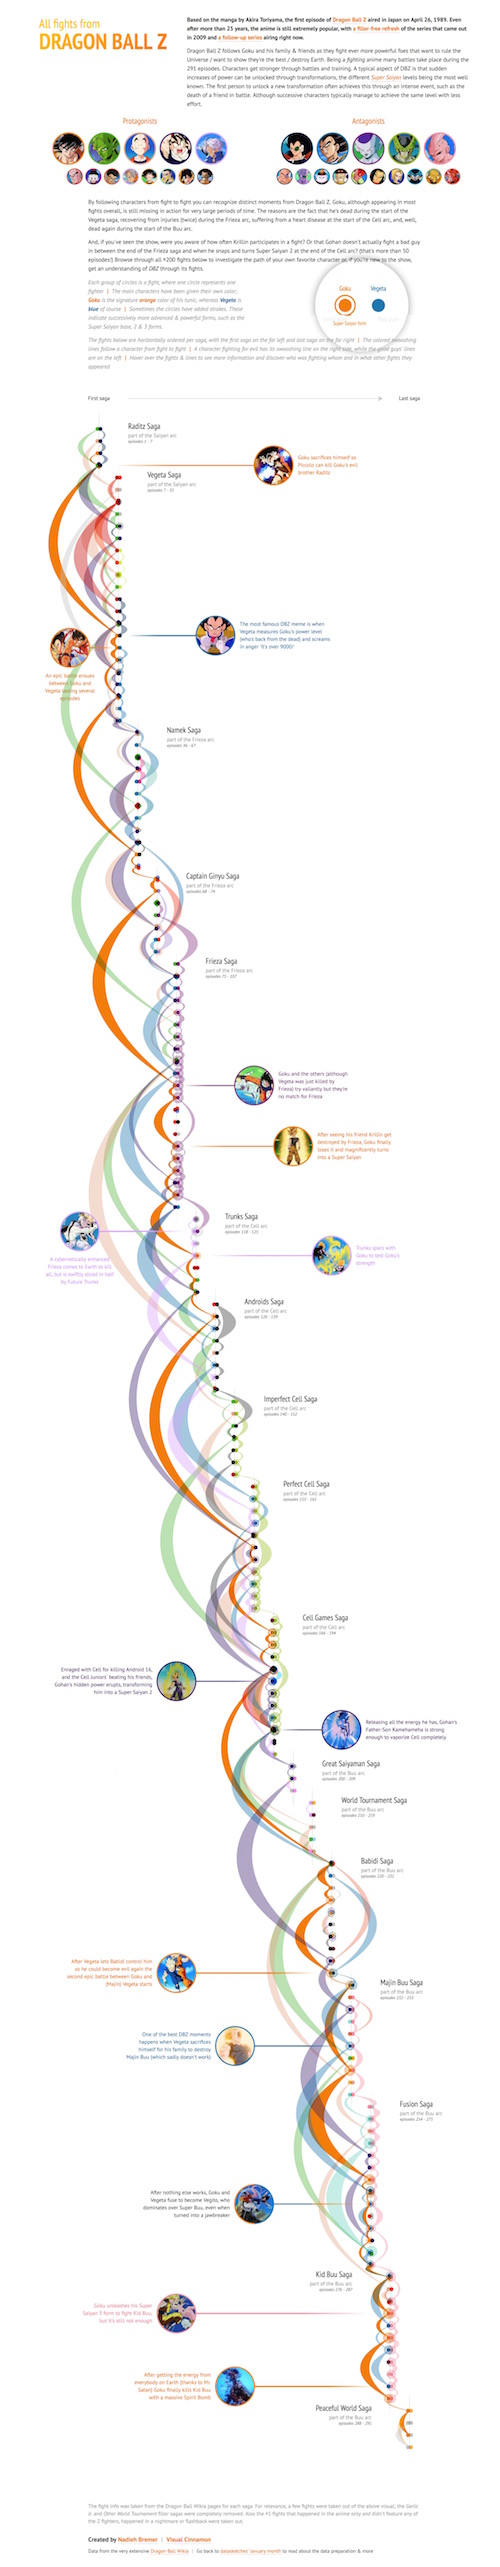 All fights from
DRAGON BALL Z
Based on the manga by Akira Toriyama, the first episode of Dragon Ball Z aired in Japan on April 26, 1989. Even
after more than 25 years, the anime is still extremely popular, with a filler-free refresh of the series that came out
in 2009 and a follow-up series airing right now.
Dragon Ball Z follows Goku and his family & friends as they fight ever more powerful foes that want to rule the
Universe / want to show they're the best / destroy Earth. Being a fighting anime many battles take place during the
291 episodes. Characters get stronger through battles and training. A typical aspect of DBZ is that sudden
increases of power can be unlocked through transformations, the different Super Saiyan levels being the most well
known. The first person to unlock a new transformation often achieves this through an intense event, such as the
death of a friend in battle. Although successive characters typically manage to achieve the same level with less
effort.
Protagonists
Antagonists
By following characters from fight to fight you can recognize distinct moments from Dragon Ball Z. Goku, although appearing in most
fights overall, is still missing in action for very large periods of time. The reasons are the fact that he's dead during the start of the
Vegeta saga, recovering from injuries (twice) during the Frieza arc, suffering from a heart disease at the start of the Cell arc, and, well,
dead again during the start of the Buu arc.
And, if you've seen the show, were you aware of how often Krillin participates in a fight? Or that Gohan doesn't actually fight a bad guy
in between the end of the Frieza saga and when he snaps and turns Super Saiyan 2 at the end of the Cell arc? (that's more than 50
episodes!) Browse through all +200 fights below to investigate the path of your own favorite character or, if you're new to the show,
get an understanding of DBZ through its fights.
Each group of circles is a fight, where one circle represents one
fighter | The main characters have been given their own color;
Goku is the signature orange color of his tunic, whereas Vegeta is
blue of course | Sometimes the circles have added strokes. These
indicate successively more advanced & powerful forms, such as the
Super Saiyan base, 2 & 3 forms.
Goku
Vegeta
Super Saiyan form
The fights below are horizontally ordered per saga, with the first saga on the far left and last saga on the far right | The colored swooshing
lines follow a character from fight to fight | A character fighting for evil has its swooshing line on the right side, while the good guys' lines
are on the left | Hover over the fights & lines to see more information and discover who was fighting whom and in what other fights they
appeared
First saga
Last saga
Raditz Saga
part of the Saiyan arc
episodes 1 - 7
Goku sacrifices himself so
Piccolo can kill Goku's evil
brother Raditz
Vegeta Saga
part of the Saiyan arc
episodes 7 - 35
The most famous DBZ meme is when
Vegeta measures Goku's power level
(who's back from the dead) and screams
in anger 'It's over 9000!'
An epic battle ensues
between Goku and
Vegeta lasting several
episodes
Namek Saga
part of the Frieza arc
episodes 36 - 67
Captain Ginyu Saga
part of the Frieza arc
episodes 68 - 74
Frieza Saga
part of the Frieza arc
episodes 75 - 107
Goku and the others (although
Vegeta was just killed by
Frieza) try valiantly but they're
no match for Frieza
After seeing his friend Krillin get
destroyed by Frieza, Goku finally
loses it and magnificently turns
into a Super Saiyan
Trunks Saga
part of the Cell arc
episodes 118 - 125
A cybernetically enhanced
Frieza comes to Earth to kill
all, but is swiftly sliced in half
by Future Trunks
Trunks spars with
Goku to test Goku's
strength
Androids Saga
part of the Cell arc
episodes 126 - 139
Imperfect Cell Saga
part of the Cell arc
episodes 140 - 152
Perfect Cell Saga
part of the Cell arc
episodes 153 - 165
Cell Games Saga
part of the Cell arc
episodes 166 - 194
Enraged with Cell for killing Android 16,
and the Cell Juniors' beating his friends,
Gohan's hidden power erupts, transforming
him into a Super Saiyan 2
Releasing all the energy he has, Gohan's
Father-Son Kamehameha is strong
enough to vaporize Cell completely
Great Saiyaman Saga
part of the Buu arc
episodes 200 - 209
World Tournament Saga
part of the Buu arc
episodes 210 - 219
Babidi Saga
part of the Buu arc
episodes 220 - 231
After Vegeta lets Babidi control him
so he could become evil again the
second epic battle between Goku and
(Majin) Vegeta starts
Majin Buu Saga
part of the Buu arc
episodes 232 - 253
One of the best DBZ moments
happens when Vegeta sacrifices
himself for his family to destroy
Majin Buu (which sadly doesn't work)
Fusion Saga
part of the Buu arc
episodes 254 - 275
After nothing else works, Goku and
Vegeta fuse to become Vegito, who
dominates over Super Buu, even when
turned into a jawbreaker
Kid Buu Saga
part of the Buu arc
episodes 276 - 287
Goku unleashes his Super
Saiyan 3 form to fight Kid Buu,
but it's still not enough
After getting the energy from
everybody on Earth (thanks to Mr.
Satan) Goku finally kills Kid Buu
with a massive Spirit Bomb
Peaceful World Saga
part of the Buu arc
episodes 288 - 291
The fight info was taken from the Dragon Ball Wikia pages for each saga. For relevance, a few fights were taken out of the above visual; the Garlic
Jr. and Other World Tournament filler sagas were completely removed. Also the ±5 fights that happened in the anime only and didn't feature any of
the Z fighters, happened in a nightmare or flashback were taken out.
Created by Nadieh Bremer | Visual Cinnamon
Data from the very extensive Dragon Ball Wikia | Go back to datasketches' january month to read about the data preparation & more